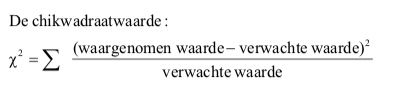 De chikwadraatwaarde :
χ² = ∑ (waargenomen waarde – verwachte waarde)²
verwachte waarde